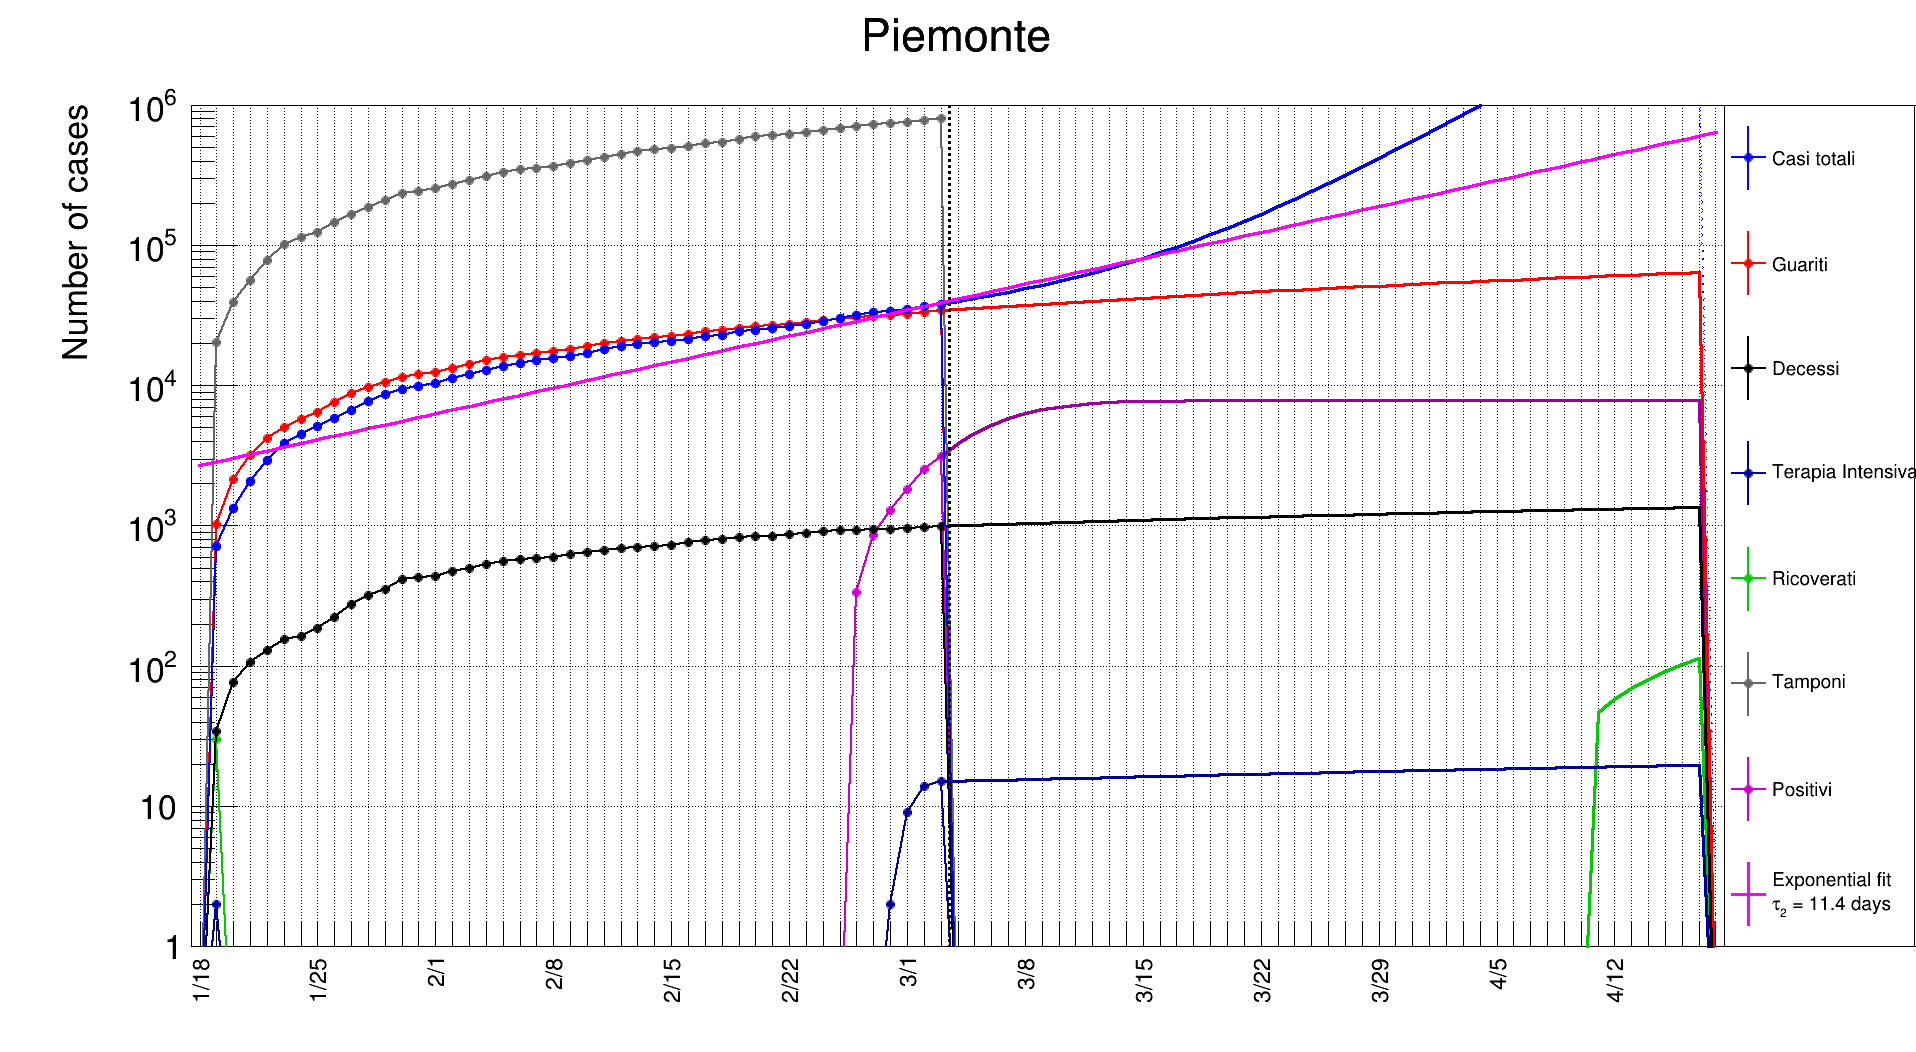 Piemonte
Number of cases
10^6
10^5
10^4
10^3
10^2
10
1
1/18
1/25
2/1
2/8
2/15
2/22
3/1
3/8
3/15
3/22
3/29
4/5
4/12
Casi totali
Guariti
Decessi
Terapia Intensiva
Ricoverati
Tamponi
Positivi
Exponential fit
τ_2 = 11.4 days